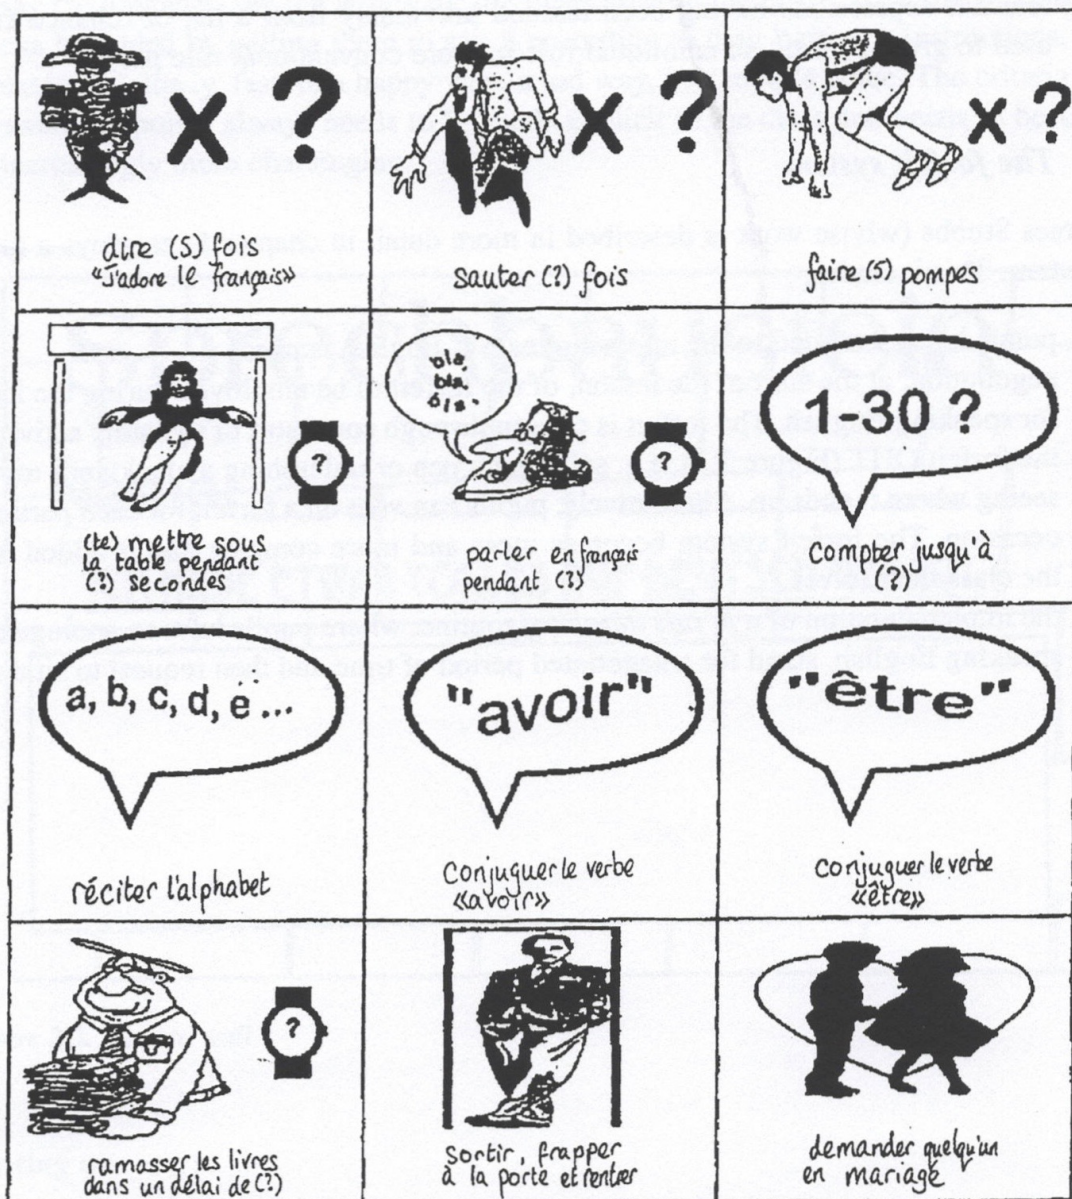 x ?
dire (5) fois
«J'adore le français»
x ?
sauter (?) fois
x ?
faire (5) pompes
?
(te) mettre sous
la table pendant
(?) secondes
bla
bla,
bla
?
parler en français
pendant (?)
1-30 ?
compter jusqu'à
(?)
a, b, c, d, e ...
réciter l'alphabet
"avoir"
conjuguer le verbe
«avoir»
"être"
conjuguer le verbe
«être»
?
ramasser les livres
dans un délai de (?)
sortir, frapper
à la porte et rentrer
demander quelqu'un
en mariage